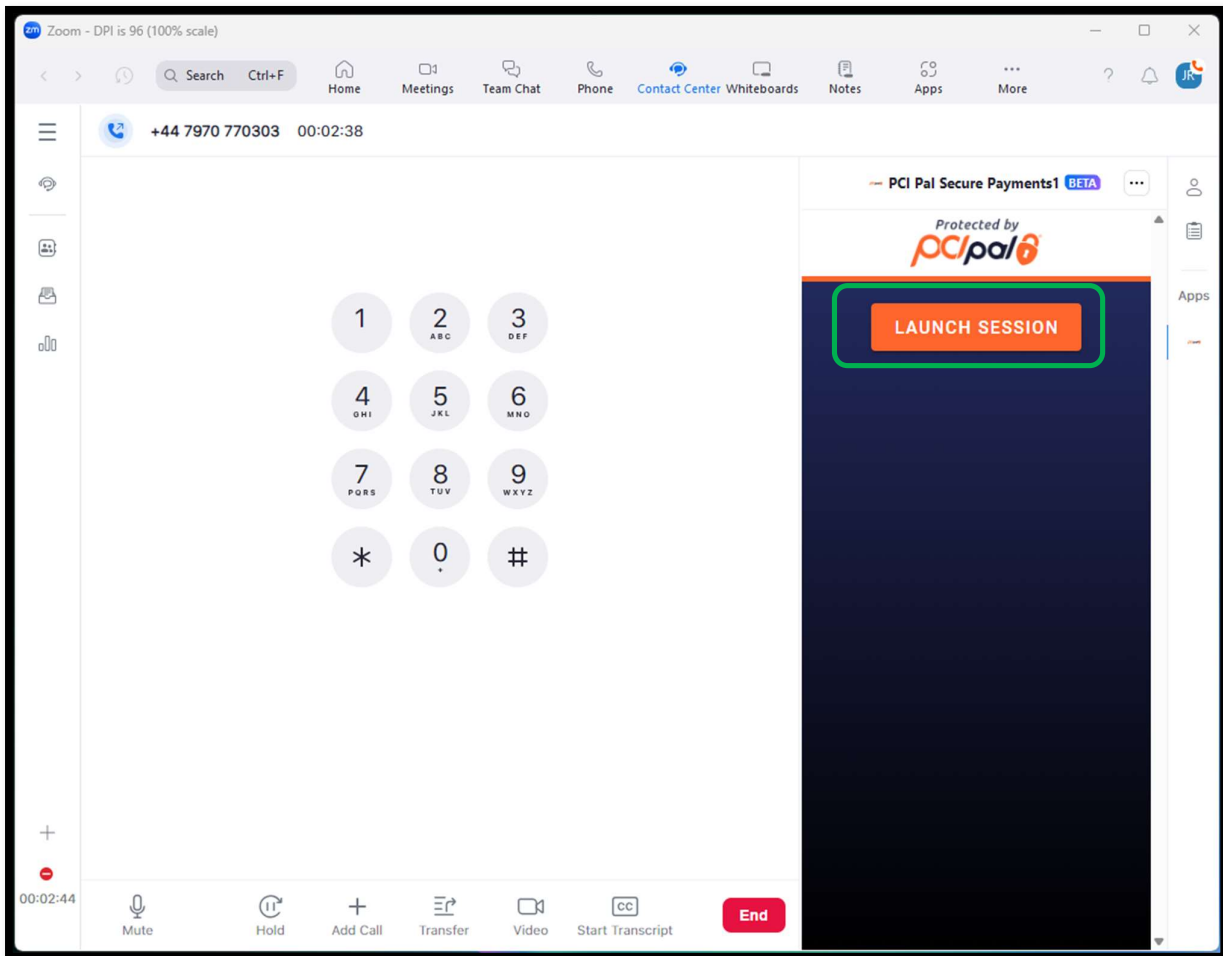 zm Zoom - DPI is 96 (100% scale)
Search Ctrl+F
Home Meetings Team Chat Phone Contact Center Whiteboards Notes Apps More
JR
+44 7970 770303 00:02:38
PCI Pal Secure Payments1 BETA
Protected by
pcipal
LAUNCH SESSION
Apps
1 2 3
ABC DEF
4 5 6
GHI JKL MNO
7 8 9
PQRS TUV WXYZ
* 0 #
+
00:02:44
CC
Mute Hold Add Call Transfer Video Start Transcript End